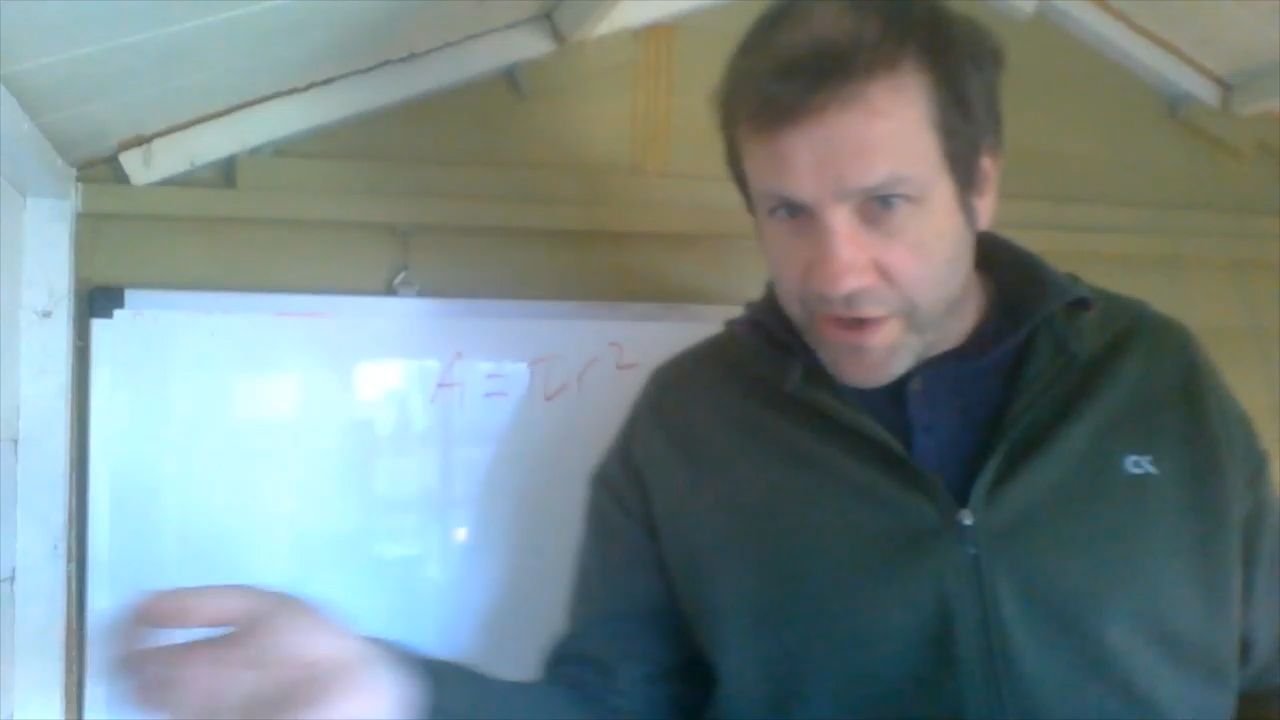 A = πr²